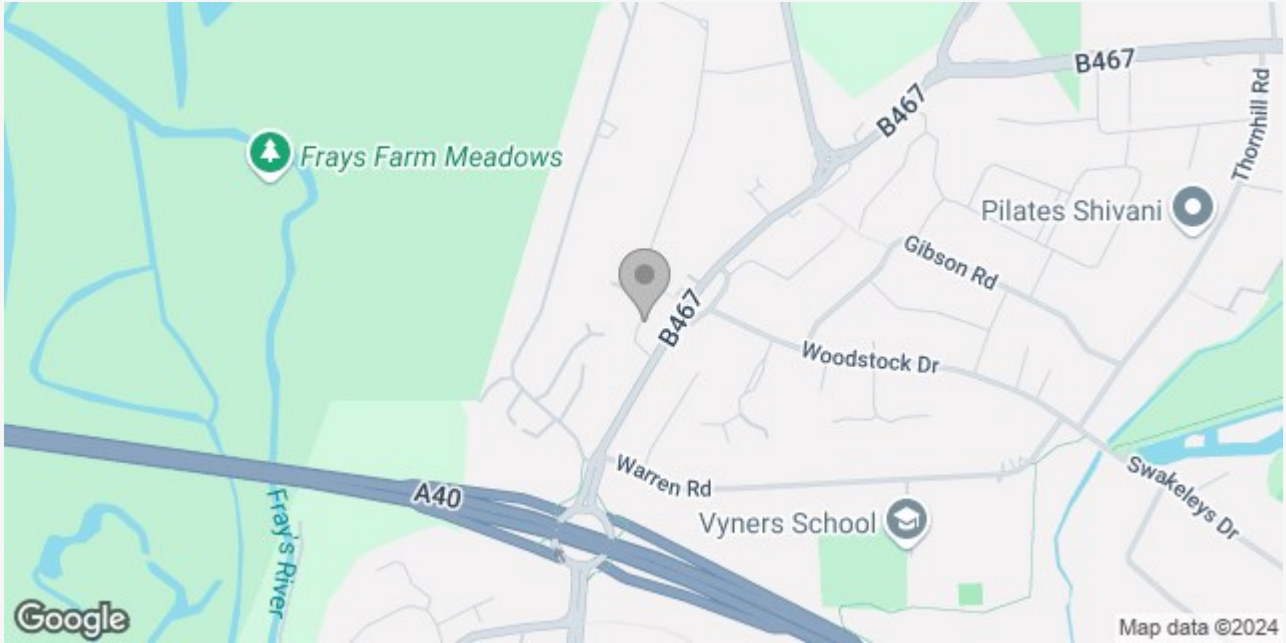 B467
B467
Thornhill Rd
Frays Farm Meadows
Pilates Shivani
Gibson Rd
B467
Woodstock Dr
Warren Rd
Swakeleys Dr
A40
Vyners School
Fray's River
Google
Map data ©2024